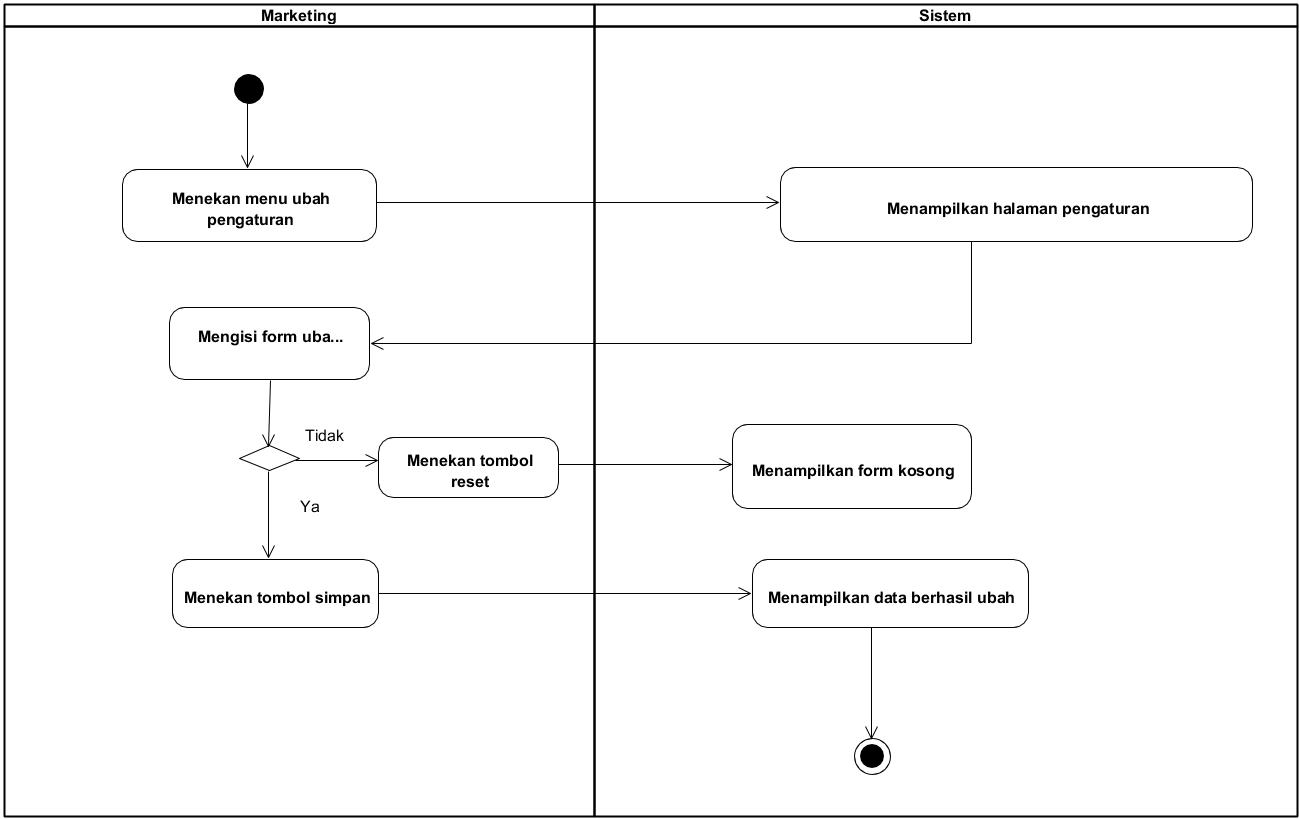 Marketing
Sistem
Menekan menu ubah
pengaturan
Menampilkan halaman pengaturan
Mengisi form uba...
Tidak
Menekan tombol
reset
Menampilkan form kosong
Ya
Menekan tombol simpan
Menampilkan data berhasil ubah